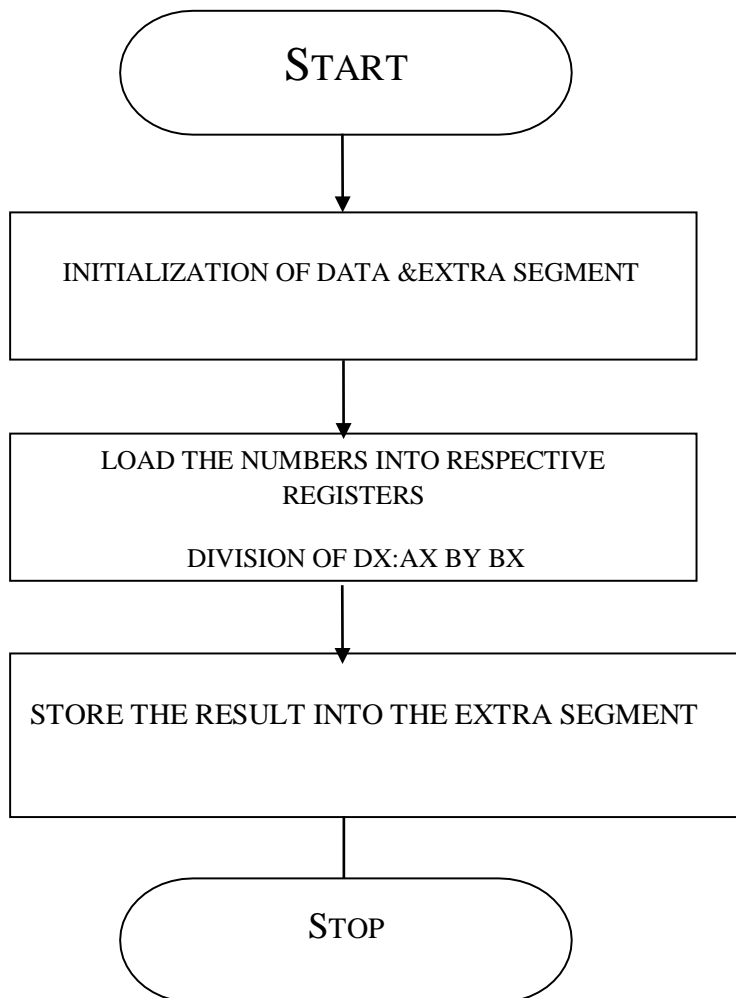 START
INITIALIZATION OF DATA &EXTRA SEGMENT
LOAD THE NUMBERS INTO RESPECTIVE
REGISTERS
DIVISION OF DX:AX BY BX
STORE THE RESULT INTO THE EXTRA SEGMENT
STOP